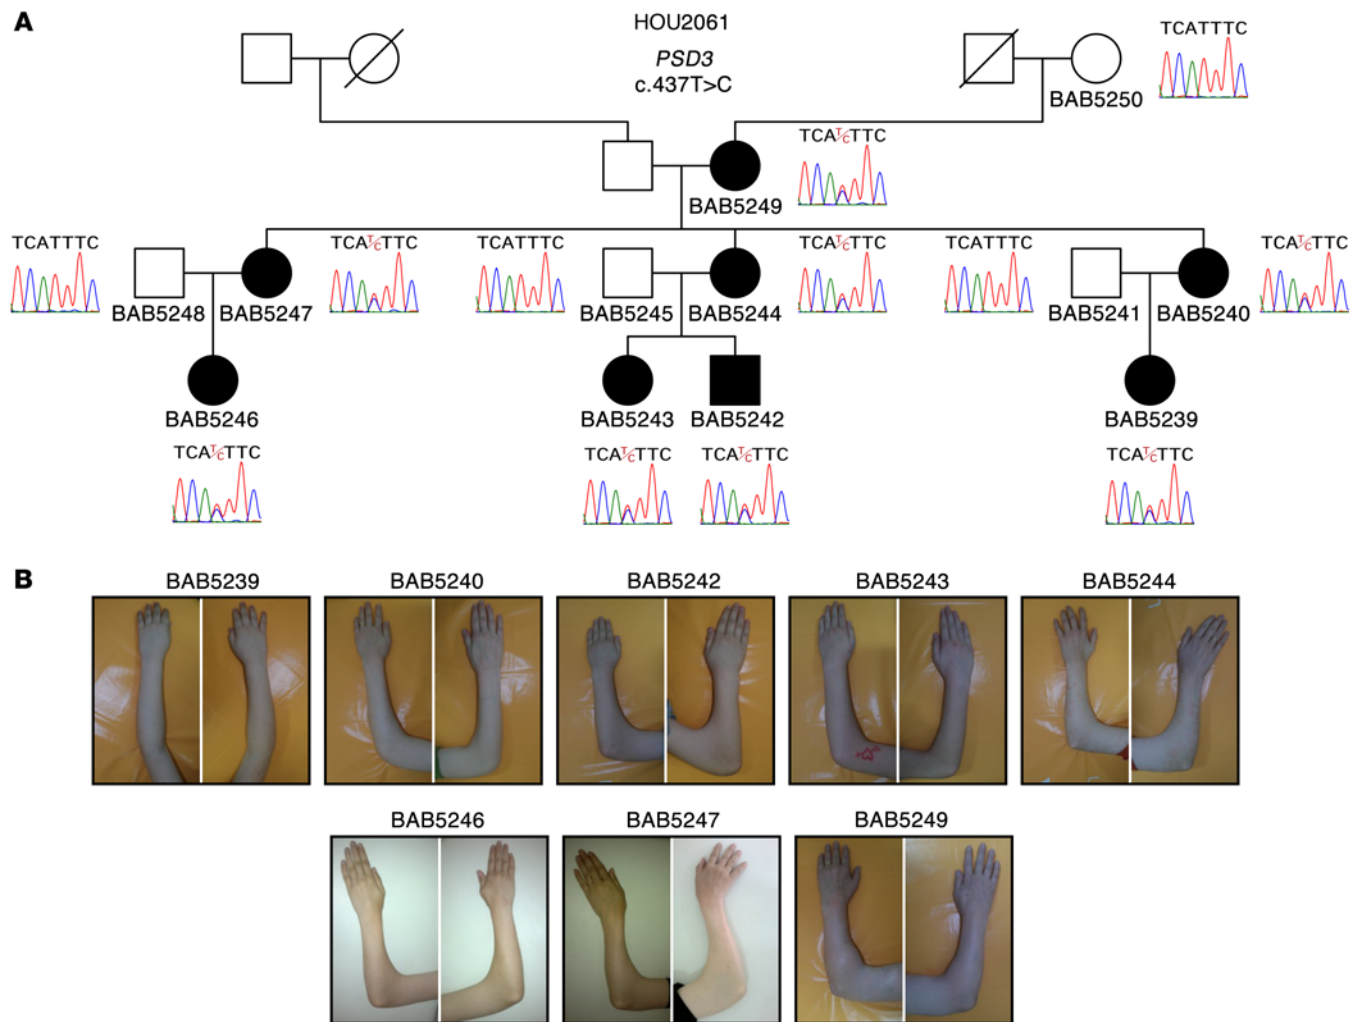 A
HOU2061
PSD3
c.437T>C
TCATTTC
BAB5250
TCAT/CTTC
BAB5249
TCATTTC
BAB5248
BAB5247
TCAT/CTTC
TCATTTC
BAB5245
BAB5244
TCAT/CTTC
TCATTTC
BAB5241
BAB5240
TCAT/CTTC
BAB5246
TCAT/CTTC
BAB5243
TCAT/CTTC
BAB5242
TCAT/CTTC
BAB5239
TCAT/CTTC
B
BAB5239
BAB5240
BAB5242
BAB5243
BAB5244
BAB5246
BAB5247
BAB5249